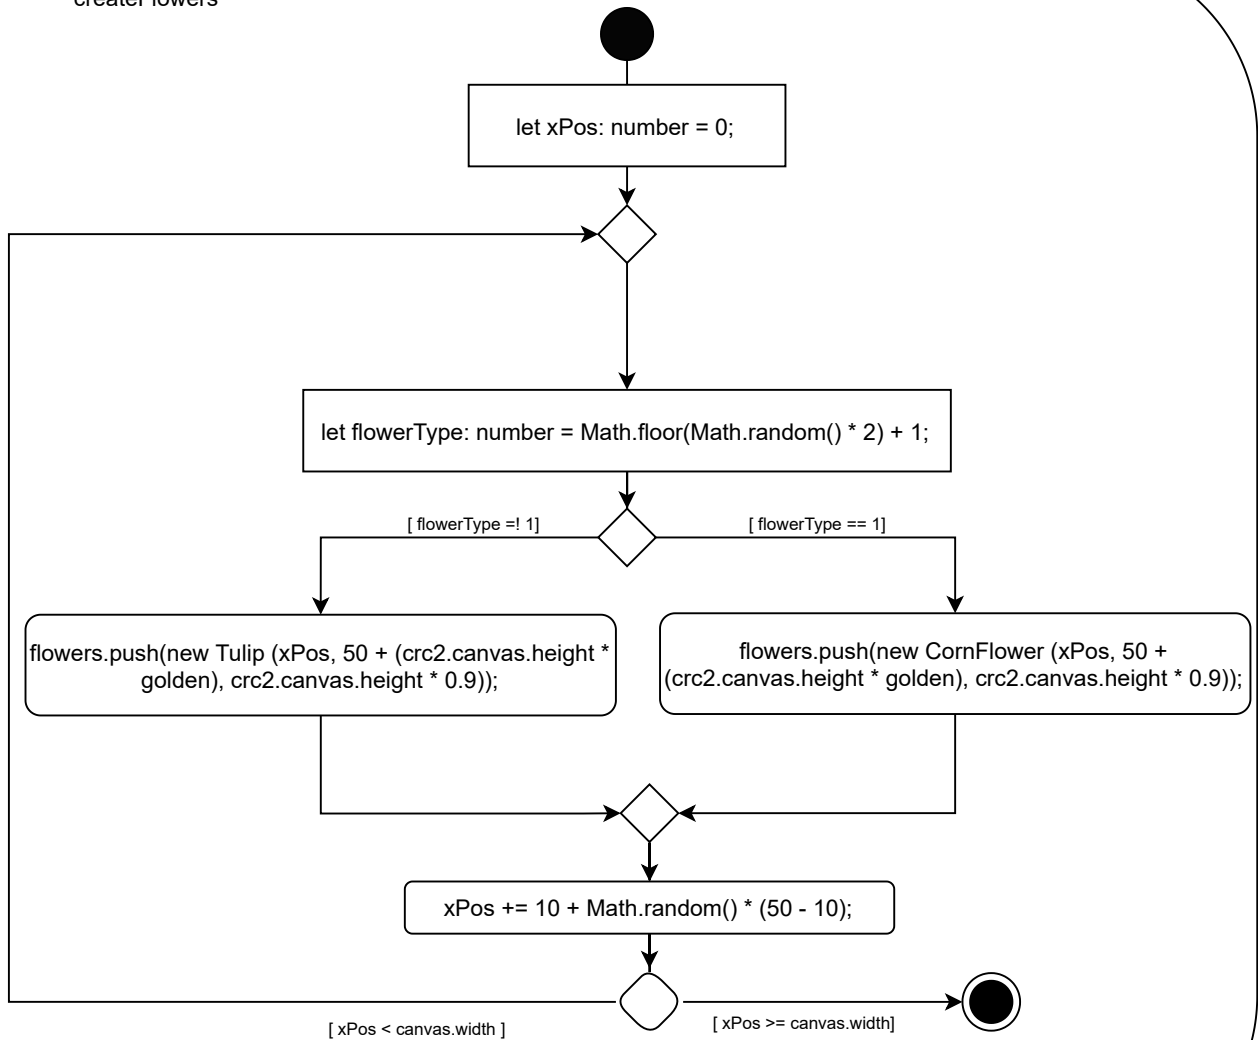 createFlowers
let xPos: number = 0;
let flowerType: number = Math.floor(Math.random() * 2) + 1;
[ flowerType =! 1]
[ flowerType == 1]
flowers.push(new Tulip (xPos, 50 + (crc2.canvas.height *
golden), crc2.canvas.height * 0.9));
flowers.push(new CornFlower (xPos, 50 +
(crc2.canvas.height * golden), crc2.canvas.height * 0.9));
xPos += 10 + Math.random() * (50 - 10);
[ xPos < canvas.width ]
[ xPos >= canvas.width]